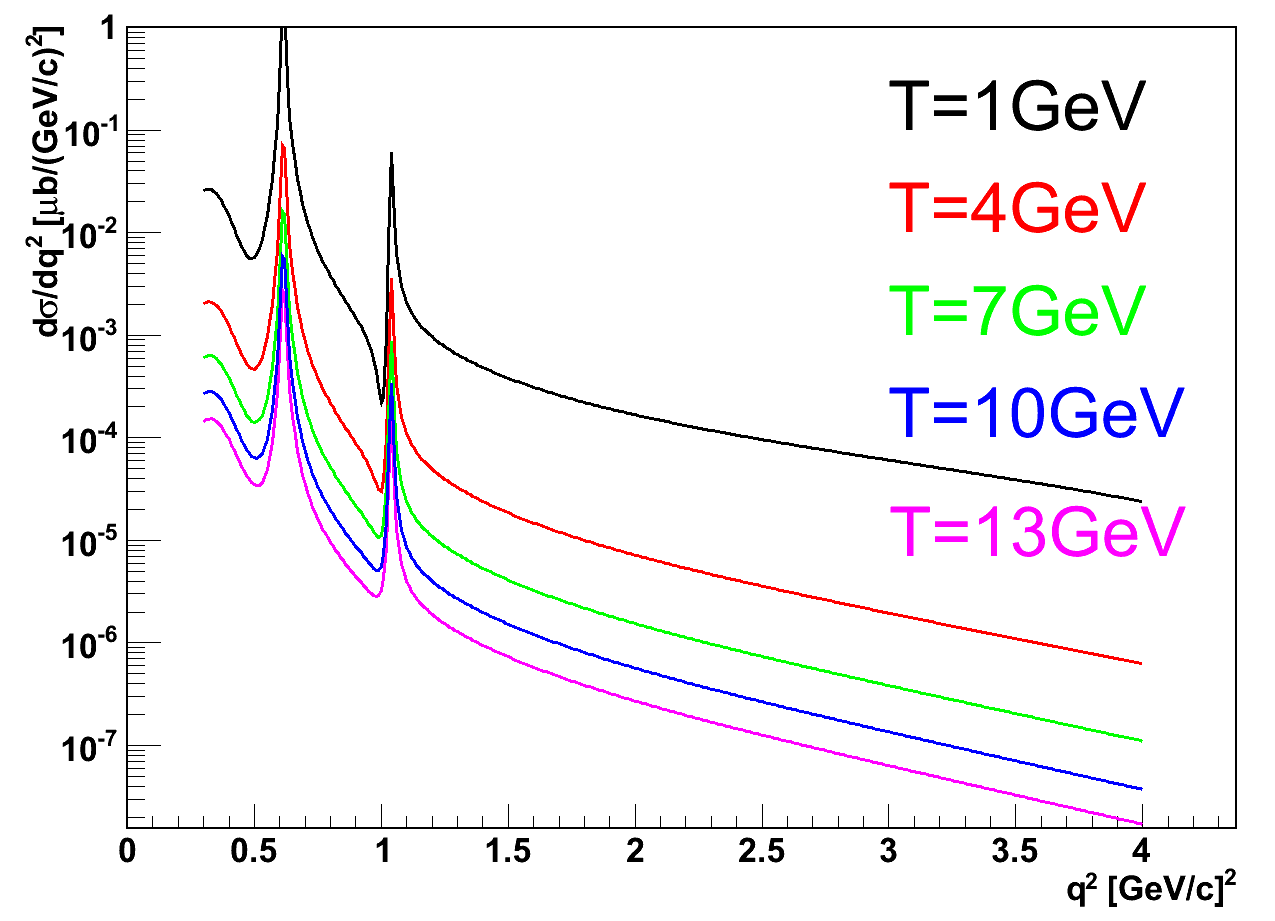 dσ/dq² [μb/(GeV/c)²]
1
10⁻¹
10⁻²
10⁻³
10⁻⁴
10⁻⁵
10⁻⁶
10⁻⁷
T=1GeV
T=4GeV
T=7GeV
T=10GeV
T=13GeV
0 0.5 1 1.5 2 2.5 3 3.5 4
q² [GeV/c]²